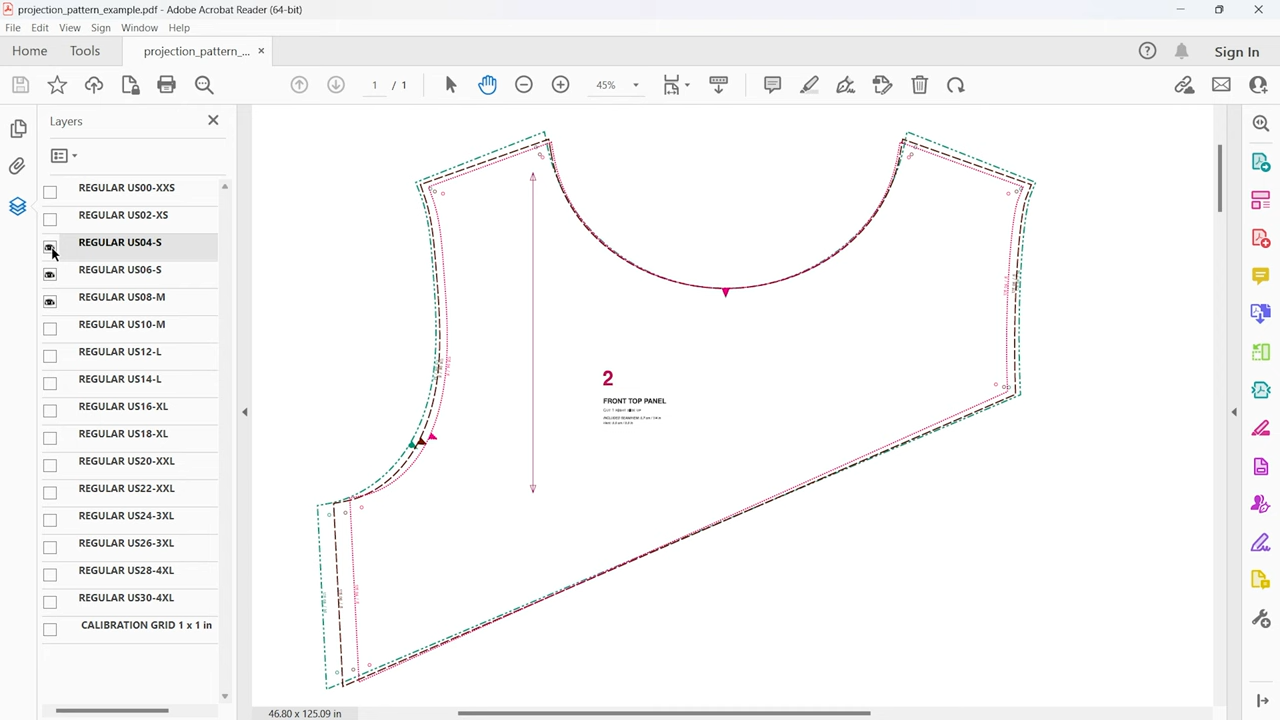 projection_pattern_example.pdf - Adobe Acrobat Reader (64-bit)
File Edit View Sign Window Help
Home Tools projection_pattern_... × Sign In
1 / 1 45%
Layers
REGULAR US00-XXS
REGULAR US02-XS
REGULAR US04-S
REGULAR US06-S
REGULAR US08-M
REGULAR US10-M
REGULAR US12-L
REGULAR US14-L
REGULAR US16-XL
REGULAR US18-XL
REGULAR US20-XXL
REGULAR US22-XXL
REGULAR US24-3XL
REGULAR US26-3XL
REGULAR US28-4XL
REGULAR US30-4XL
CALIBRATION GRID 1 x 1 in
2
FRONT TOP PANEL
46.80 x 125.09 in